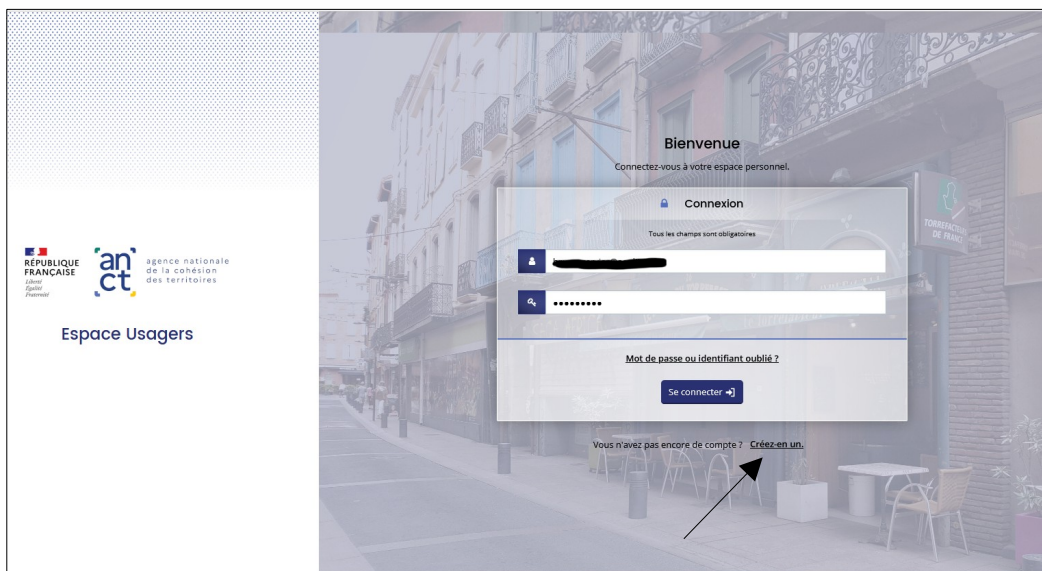 RÉPUBLIQUE
FRANÇAISE
Liberté
Égalité
Fraternité
an
ct
agence nationale
de la cohésion
des territoires
Espace Usagers
Bienvenue
Connectez-vous à votre espace personnel.
Connexion
Tous les champs sont obligatoires
•••••••••
Mot de passe ou identifiant oublié ?
Se connecter
Vous n'avez pas encore de compte ? Créez-en un.
TORREFACTEURS
DE FRANCE